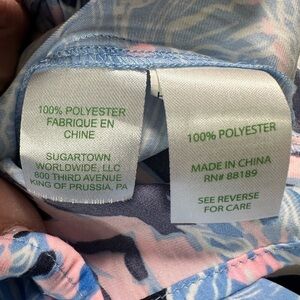 100% POLYESTER
FABRIQUE EN
CHINE
SUGARTOWN
WORLDWIDE, LLC
800 THIRD AVENUE
KING OF PRUSSIA, PA
100% POLYESTER
MADE IN CHINA
RN# 88189
SEE REVERSE
FOR CARE